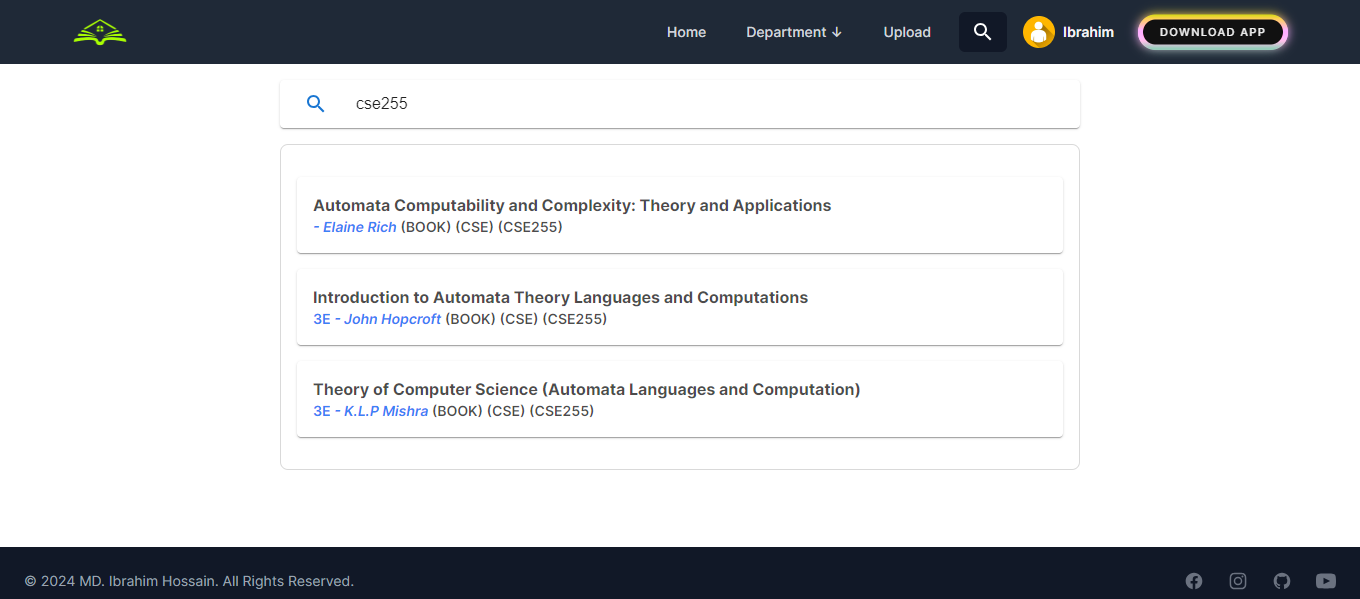 Home Department ↓ Upload Ibrahim DOWNLOAD APP
cse255
Automata Computability and Complexity: Theory and Applications
- Elaine Rich (BOOK) (CSE) (CSE255)
Introduction to Automata Theory Languages and Computations
3E - John Hopcroft (BOOK) (CSE) (CSE255)
Theory of Computer Science (Automata Languages and Computation)
3E - K.L.P Mishra (BOOK) (CSE) (CSE255)
© 2024 MD. Ibrahim Hossain. All Rights Reserved.